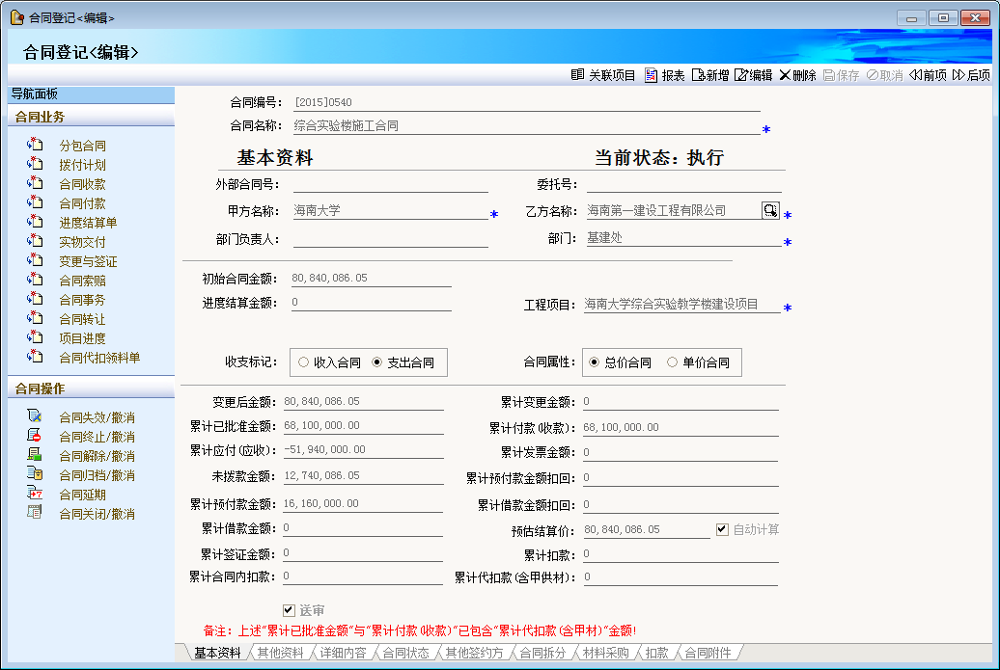 合同登记<编辑>
合同登记<编辑>
关联项目 报表 新增 编辑 删除 保存 取消 前项 后项
导航面板
合同业务
分包合同
拨付计划
合同收款
合同付款
进度结算单
实物交付
变更与签证
合同索赔
合同事务
合同转让
项目进度
合同代扣领料单
合同操作
合同失效/撤消
合同终止/撤消
合同解除/撤消
合同归档/撤消
合同延期
合同关闭/撤消
合同编号： [2015]0540
合同名称： 综合实验楼施工合同 *
基本资料 当前状态：执行
外部合同号： 委托号：
甲方名称： 海南大学 * 乙方名称： 海南第一建设工程有限公司 *
部门负责人： 部门： 基建处 *
初始合同金额： 80,840,086.05
进度结算金额： 0 工程项目： 海南大学综合实验教学楼建设项目 *
收支标记： 收入合同 支出合同 合同属性： 总价合同 单价合同
变更后金额： 80,840,086.05 累计变更金额： 0
累计已批准金额： 68,100,000.00 累计付款(收款)： 68,100,000.00
累计应付(应收)： -51,940,000.00 累计发票金额： 0
未拨款金额： 12,740,086.05 累计预付款金额扣回： 0
累计预付款金额： 16,160,000.00 累计借款金额扣回： 0
累计借款金额： 0 预估结算价： 80,840,086.05 自动计算
累计签证金额： 0 累计扣款： 0
累计合同内扣款： 0 累计代扣款(含甲供材)： 0
送审
备注：上述"累计已批准金额"与"累计付款(收款)"已包含"累计代扣款(含甲材)"金额!
基本资料 其他资料 详细内容 合同状态 其他签约方 合同拆分 材料采购 扣款 合同附件